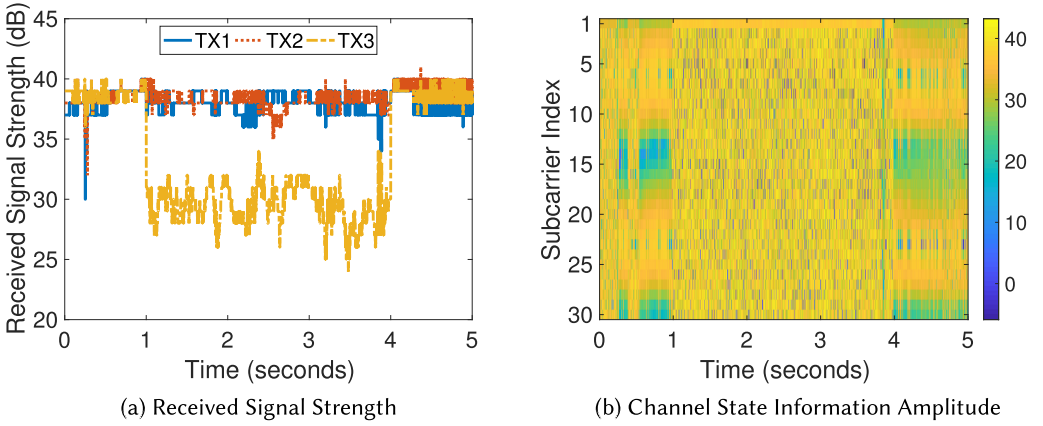 Received Signal Strength (dB)
45
40
35
30
25
20
TX1 TX2 TX3
0 1 2 3 4 5
Time (seconds)
(a) Received Signal Strength
Subcarrier Index
1
5
10
15
20
25
30
0 1 2 3 4 5
Time (seconds)
40
30
20
10
0
(b) Channel State Information Amplitude